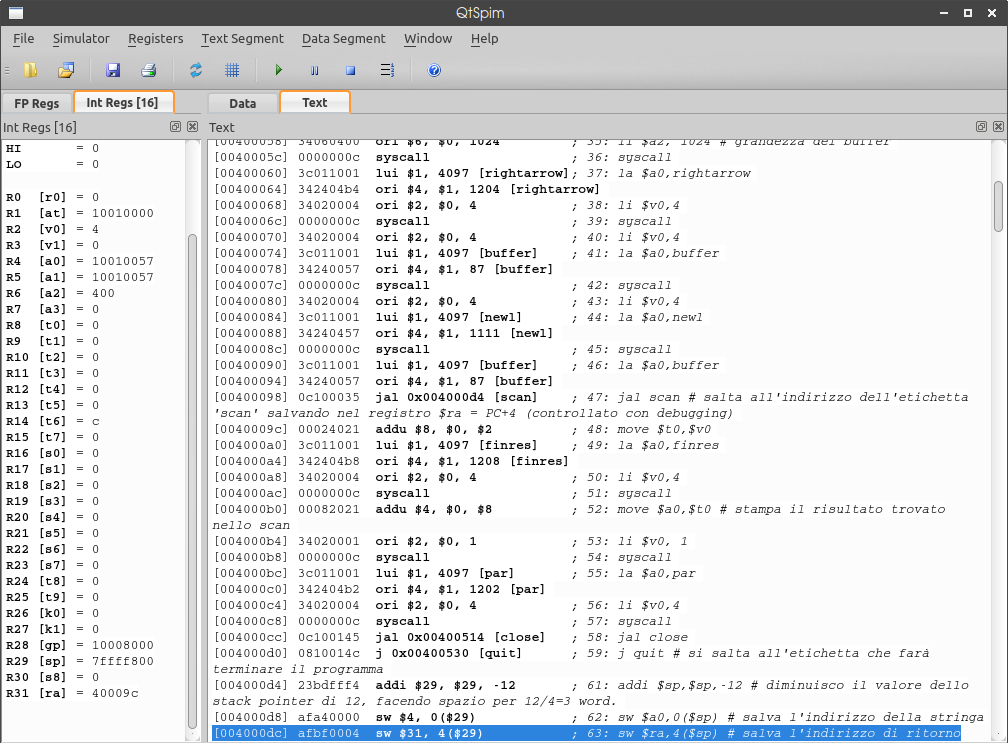 QtSpim
File Simulator Registers Text Segment Data Segment Window Help
FP Regs Int Regs [16] Data Text
Int Regs [16]
HI = 0
LO = 0
R0 [r0] = 0
R1 [at] = 10010000
R2 [v0] = 4
R3 [v1] = 0
R4 [a0] = 10010057
R5 [a1] = 10010057
R6 [a2] = 400
R7 [a3] = 0
R8 [t0] = 0
R9 [t1] = 0
R10 [t2] = 0
R11 [t3] = 0
R12 [t4] = 0
R13 [t5] = 0
R14 [t6] = c
R15 [t7] = 0
R16 [s0] = 0
R17 [s1] = 0
R18 [s2] = 0
R19 [s3] = 0
R20 [s4] = 0
R21 [s5] = 0
R22 [s6] = 0
R23 [s7] = 0
R24 [t8] = 0
R25 [t9] = 0
R26 [k0] = 0
R27 [k1] = 0
R28 [gp] = 10008000
R29 [sp] = 7ffff800
R30 [s8] = 0
R31 [ra] = 40009c
Text
[00400058] 34060400 ori $6, $0, 1024 ; 35: li $a2, 1024 # grandezza del buffer
[0040005c] 0000000c syscall ; 36: syscall
[00400060] 3c011001 lui $1, 4097 [rightarrow]; 37: la $a0,rightarrow
[00400064] 342404b4 ori $4, $1, 1204 [rightarrow]
[00400068] 34020004 ori $2, $0, 4 ; 38: li $v0,4
[0040006c] 0000000c syscall ; 39: syscall
[00400070] 34020004 ori $2, $0, 4 ; 40: li $v0,4
[00400074] 3c011001 lui $1, 4097 [buffer] ; 41: la $a0,buffer
[00400078] 34240057 ori $4, $1, 87 [buffer]
[0040007c] 0000000c syscall ; 42: syscall
[00400080] 34020004 ori $2, $0, 4 ; 43: li $v0,4
[00400084] 3c011001 lui $1, 4097 [newl] ; 44: la $a0,newl
[00400088] 34240457 ori $4, $1, 1111 [newl]
[0040008c] 0000000c syscall ; 45: syscall
[00400090] 3c011001 lui $1, 4097 [buffer] ; 46: la $a0,buffer
[00400094] 34240057 ori $4, $1, 87 [buffer]
[00400098] 0c100035 jal 0x004000d4 [scan] ; 47: jal scan # salta all'indirizzo dell'etichetta
'scan' salvando nel registro $ra = PC+4 (controllato con debugging)
[0040009c] 00024021 addu $8, $0, $2 ; 48: move $t0,$v0
[004000a0] 3c011001 lui $1, 4097 [finres] ; 49: la $a0,finres
[004000a4] 342404b8 ori $4, $1, 1208 [finres]
[004000a8] 34020004 ori $2, $0, 4 ; 50: li $v0,4
[004000ac] 0000000c syscall ; 51: syscall
[004000b0] 00082021 addu $4, $0, $8 ; 52: move $a0,$t0 # stampa il risultato trovato
nello scan
[004000b4] 34020001 ori $2, $0, 1 ; 53: li $v0, 1
[004000b8] 0000000c syscall ; 54: syscall
[004000bc] 3c011001 lui $1, 4097 [par] ; 55: la $a0,par
[004000c0] 342404b2 ori $4, $1, 1202 [par]
[004000c4] 34020004 ori $2, $0, 4 ; 56: li $v0,4
[004000c8] 0000000c syscall ; 57: syscall
[004000cc] 0c100145 jal 0x00400514 [close] ; 58: jal close
[004000d0] 0810014c j 0x00400530 [quit] ; 59: j quit # si salta all'etichetta che farà
terminare il programma
[004000d4] 23bdfff4 addi $29, $29, -12 ; 61: addi $sp,$sp,-12 # diminuisco il valore dello
stack pointer di 12, facendo spazio per 12/4=3 word.
[004000d8] afa40000 sw $4, 0($29) ; 62: sw $a0,0($sp) # salva l'indirizzo della stringa
[004000dc] afbf0004 sw $31, 4($29) ; 63: sw $ra,4($sp) # salva l'indirizzo di ritorno